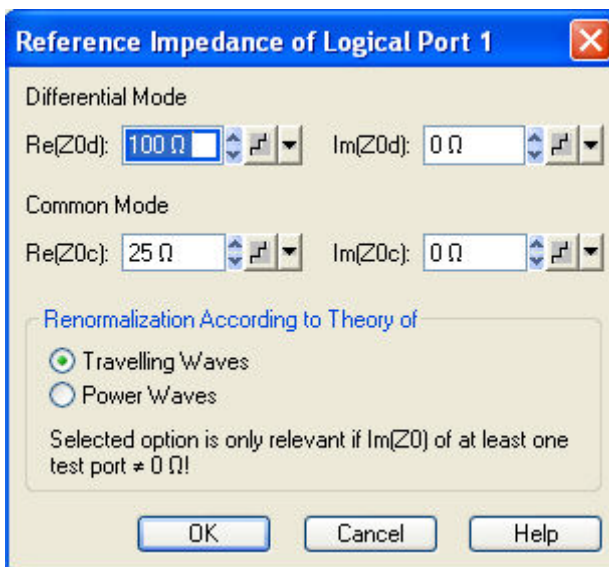 Reference Impedance of Logical Port 1
Differential Mode
Re(Z0d): 100 Ω Im(Z0d): 0 Ω
Common Mode
Re(Z0c): 25 Ω Im(Z0c): 0 Ω
Renormalization According to Theory of
Travelling Waves
Power Waves
Selected option is only relevant if Im(Z0) of at least one
test port ≠ 0 Ω!
OK Cancel Help